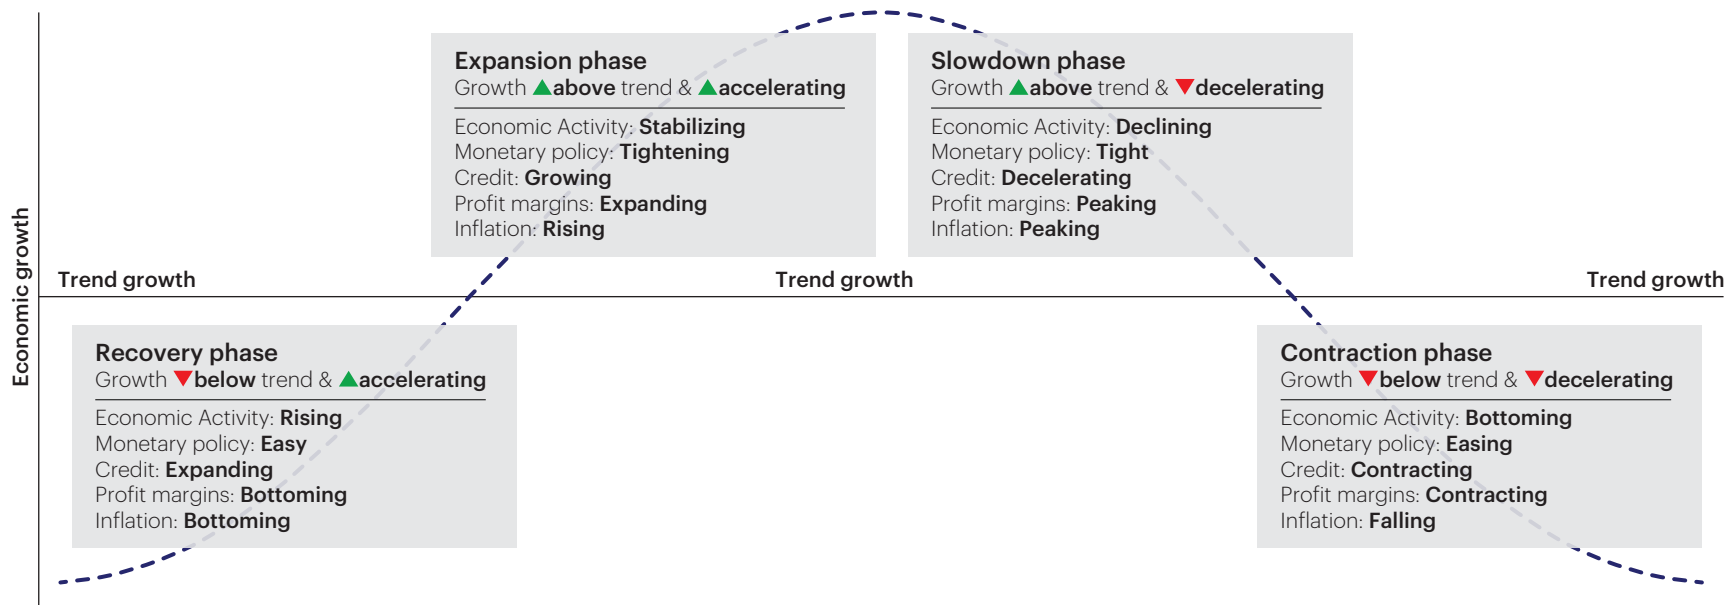 Economic growth
Expansion phase
Growth ▲above trend & ▲accelerating
Economic Activity: Stabilizing
Monetary policy: Tightening
Credit: Growing
Profit margins: Expanding
Inflation: Rising
Slowdown phase
Growth ▲above trend & ▼decelerating
Economic Activity: Declining
Monetary policy: Tight
Credit: Decelerating
Profit margins: Peaking
Inflation: Peaking
Trend growth
Trend growth
Trend growth
Recovery phase
Growth ▼below trend & ▲accelerating
Economic Activity: Rising
Monetary policy: Easy
Credit: Expanding
Profit margins: Bottoming
Inflation: Bottoming
Contraction phase
Growth ▼below trend & ▼decelerating
Economic Activity: Bottoming
Monetary policy: Easing
Credit: Contracting
Profit margins: Contracting
Inflation: Falling